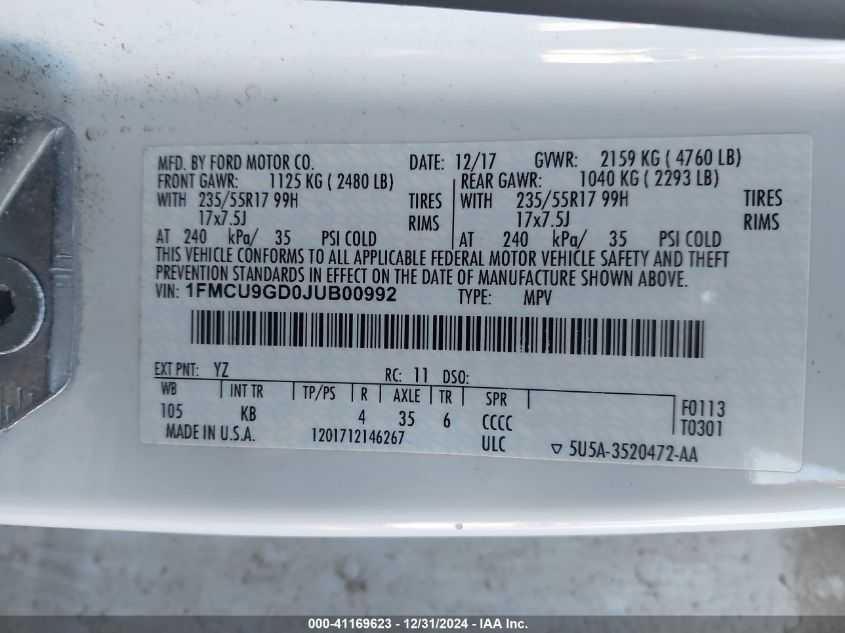 MFD. BY FORD MOTOR CO. DATE: 12/17 GVWR: 2159 KG ( 4760 LB)
FRONT GAWR: 1125 KG ( 2480 LB) REAR GAWR: 1040 KG ( 2293 LB)
WITH 235/55R17 99H TIRES WITH 235/55R17 99H TIRES
17x7.5J RIMS 17x7.5J RIMS
AT 240 kPa/ 35 PSI COLD AT 240 kPa/ 35 PSI COLD
THIS VEHICLE CONFORMS TO ALL APPLICABLE FEDERAL MOTOR VEHICLE SAFETY AND THEFT
PREVENTION STANDARDS IN EFFECT ON THE DATE OF MANUFACTURE SHOWN ABOVE.
VIN: 1FMCU9GD0JUB00992 TYPE: MPV
EXT PNT: YZ RC: 11 DSO:
WB INT TR TP/PS R AXLE TR SPR
105 KB 4 35 6 CCCC F0113
MADE IN U.S.A. 1201712146267 ULC T0301
▽ 5U5A-3520472-AA
000-41169623 - 12/31/2024 - IAA Inc.